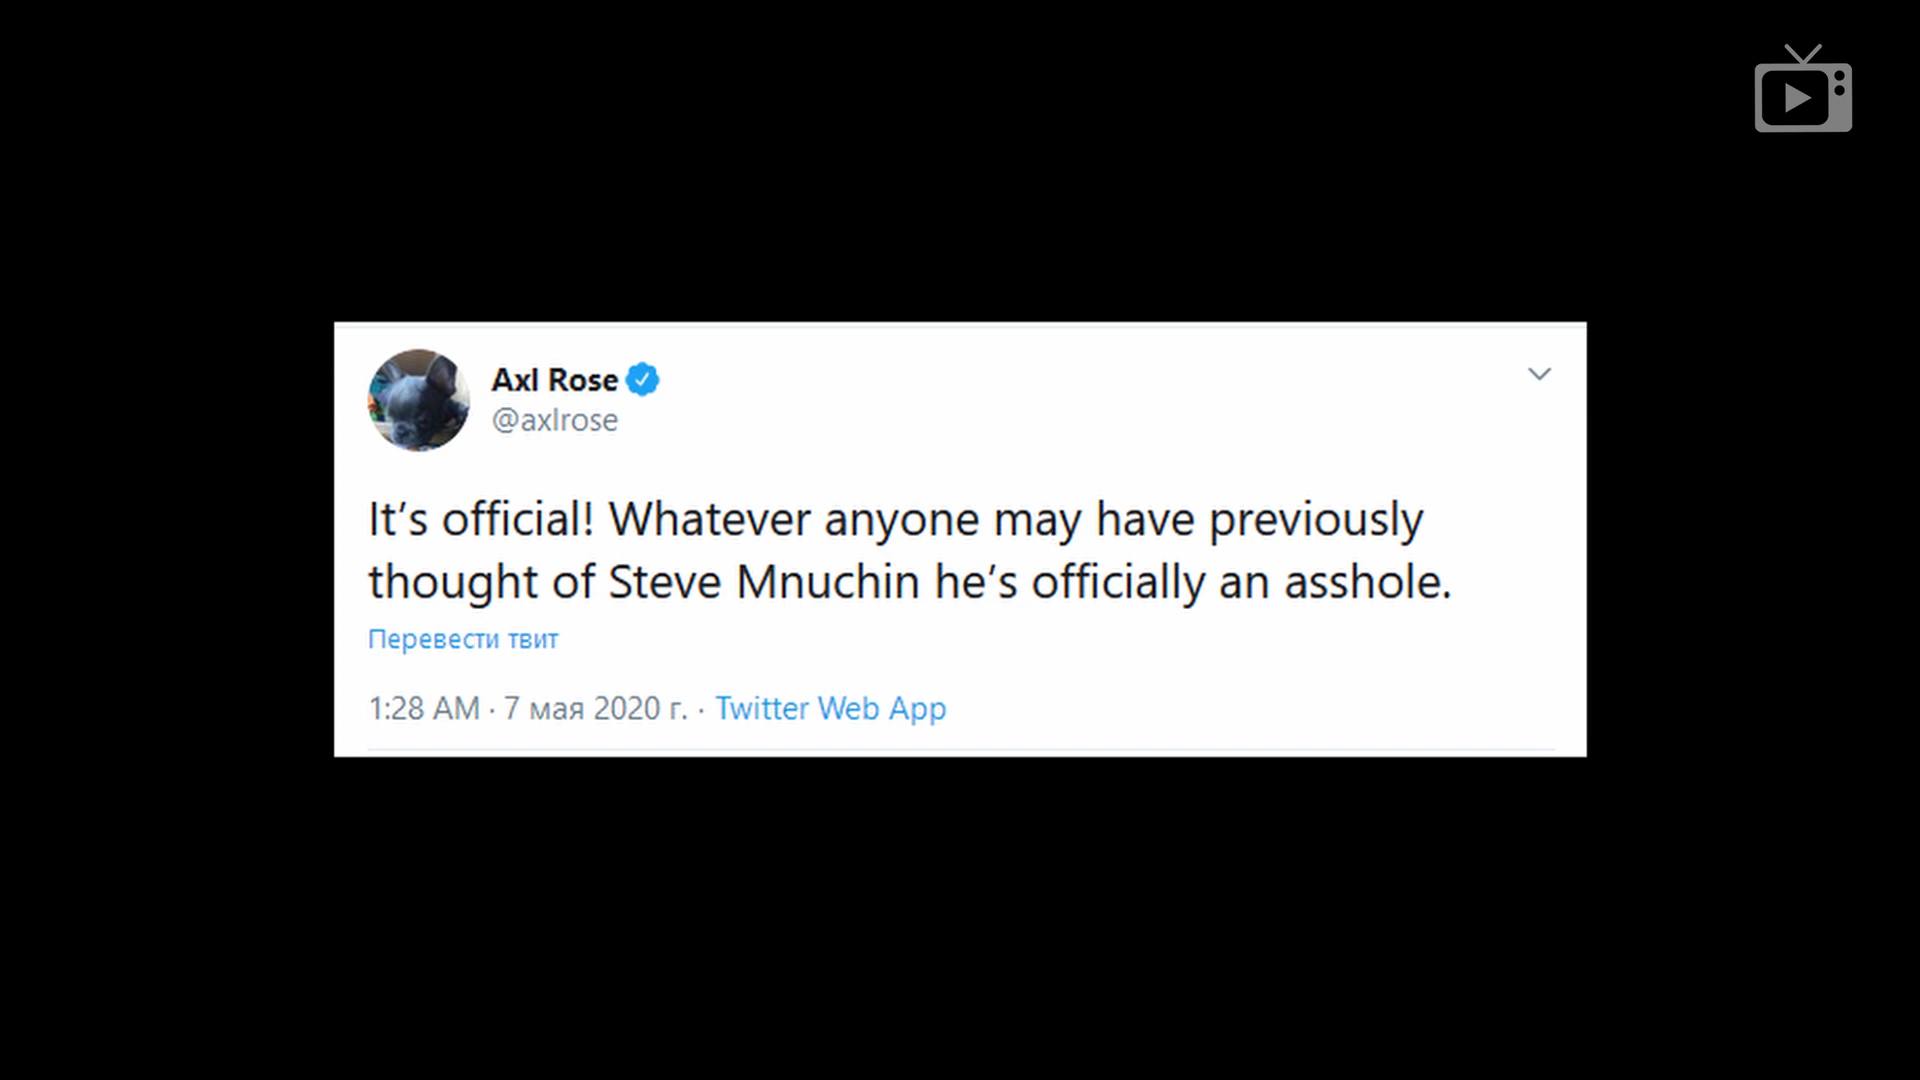 Axl Rose
@axlrose
It’s official! Whatever anyone may have previously
thought of Steve Mnuchin he’s officially an asshole.
Перевести твит
1:28 AM · 7 мая 2020 г. · Twitter Web App